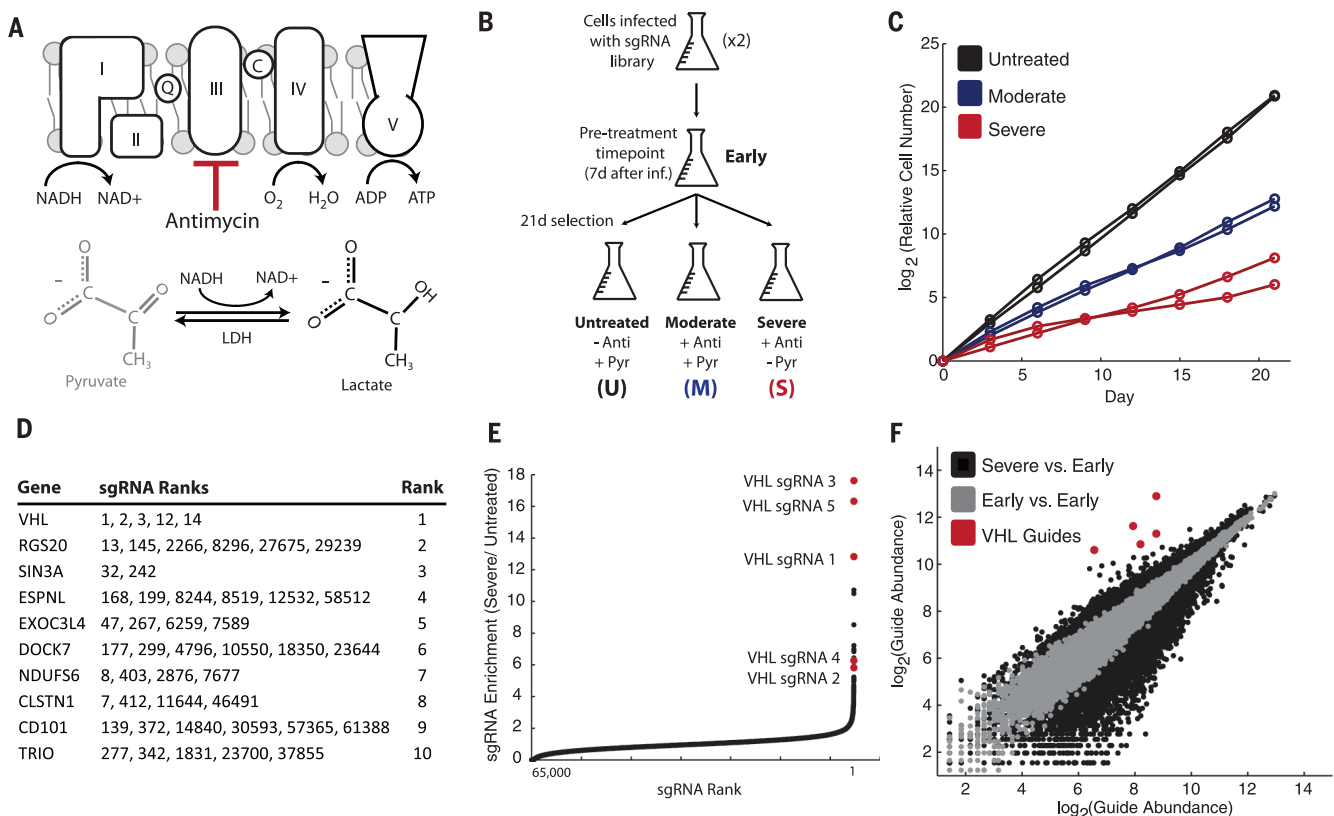 A
I
II
Q
III
C
IV
V
NADH
NAD+
O2
H2O
ADP
ATP
Antimycin
O
−
C
O
O
C
CH3
Pyruvate
NADH
NAD+
LDH
O
−
C
O
OH
C
CH3
Lactate
B
Cells infected
with sgRNA
library
(x2)
Pre-treatment
timepoint
(7d after inf.)
Early
21d selection
Untreated
- Anti
+ Pyr
(U)
Moderate
+ Anti
+ Pyr
(M)
Severe
+ Anti
-Pyr
(S)
C
Untreated
Moderate
Severe
log2 (Relative Cell Number)
25
20
15
10
5
0
0 5 10 15 20
Day
D
Gene sgRNA Ranks Rank
VHL 1, 2, 3, 12, 14 1
RGS20 13, 145, 2266, 8296, 27675, 29239 2
SIN3A 32, 242 3
ESPNL 168, 199, 8244, 8519, 12532, 58512 4
EXOC3L4 47, 267, 6259, 7589 5
DOCK7 177, 299, 4796, 10550, 18350, 23644 6
NDUFS6 8, 403, 2876, 7677 7
CLSTN1 7, 412, 11644, 46491 8
CD101 139, 372, 14840, 30593, 57365, 61388 9
TRIO 277, 342, 1831, 23700, 37855 10
E
sgRNA Enrichment (Severe/ Untreated)
18
16
14
12
10
8
6
4
2
0
VHL sgRNA 3
VHL sgRNA 5
VHL sgRNA 1
VHL sgRNA 4
VHL sgRNA 2
65,000
1
sgRNA Rank
F
Severe vs. Early
Early vs. Early
VHL Guides
log2(Guide Abundance)
14
12
10
8
6
4
2
2 4 6 8 10 12 14
log2(Guide Abundance)